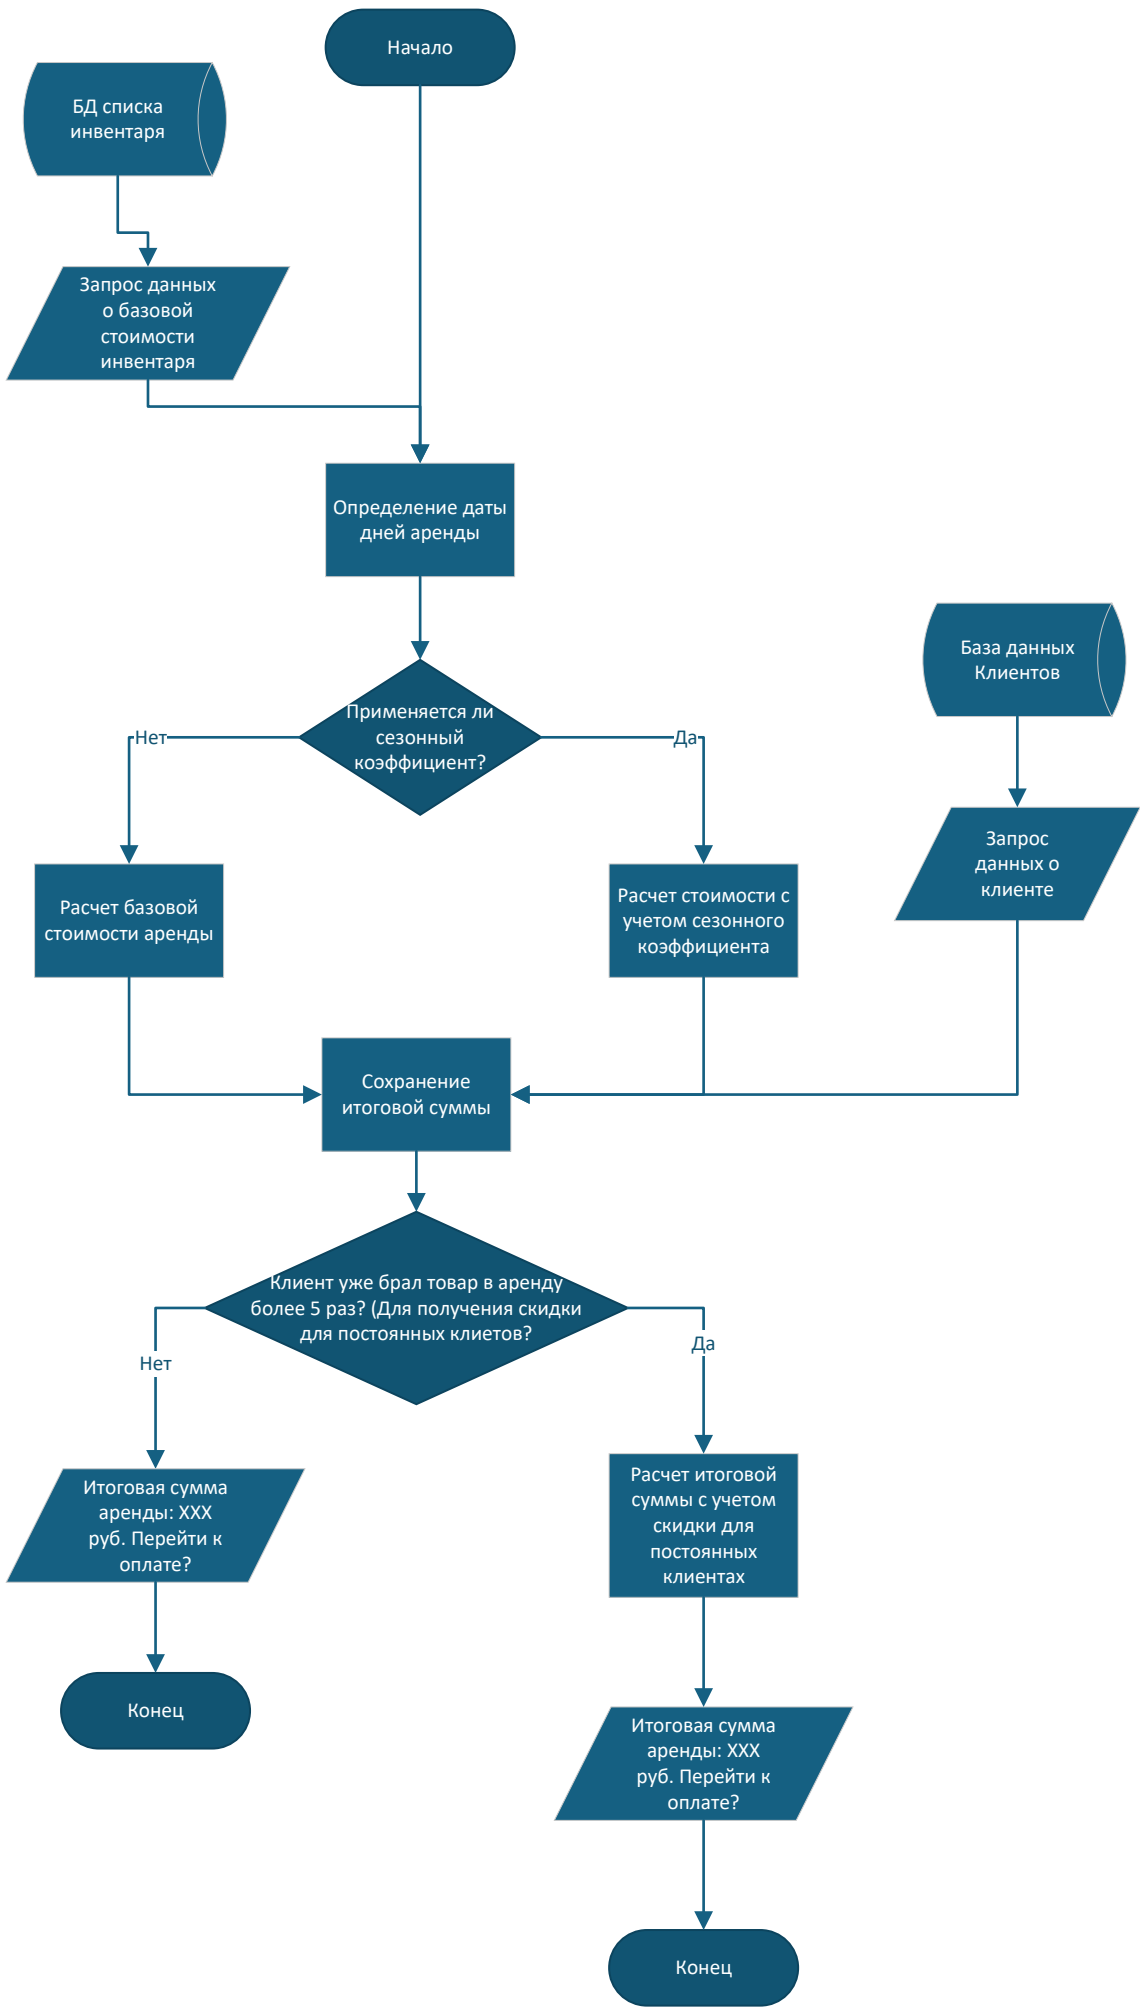 Начало
БД списка
инвентаря
Запрос данных
о базовой
стоимости
инвентаря
Определение даты
дней аренды
База данных
Клиентов
Применяется ли
сезонный
коэффициент?
Нет
Да
Запрос
данных о
клиенте
Расчет базовой
стоимости аренды
Расчет стоимости с
учетом сезонного
коэффициента
Сохранение
итоговой суммы
Клиент уже брал товар в аренду
более 5 раз? (Для получения скидки
для постоянных клиетов?
Нет
Да
Итоговая сумма
аренды: XXX
руб. Перейти к
оплате?
Расчет итоговой
суммы с учетом
скидки для
постоянных
клиентах
Конец
Итоговая сумма
аренды: XXX
руб. Перейти к
оплате?
Конец